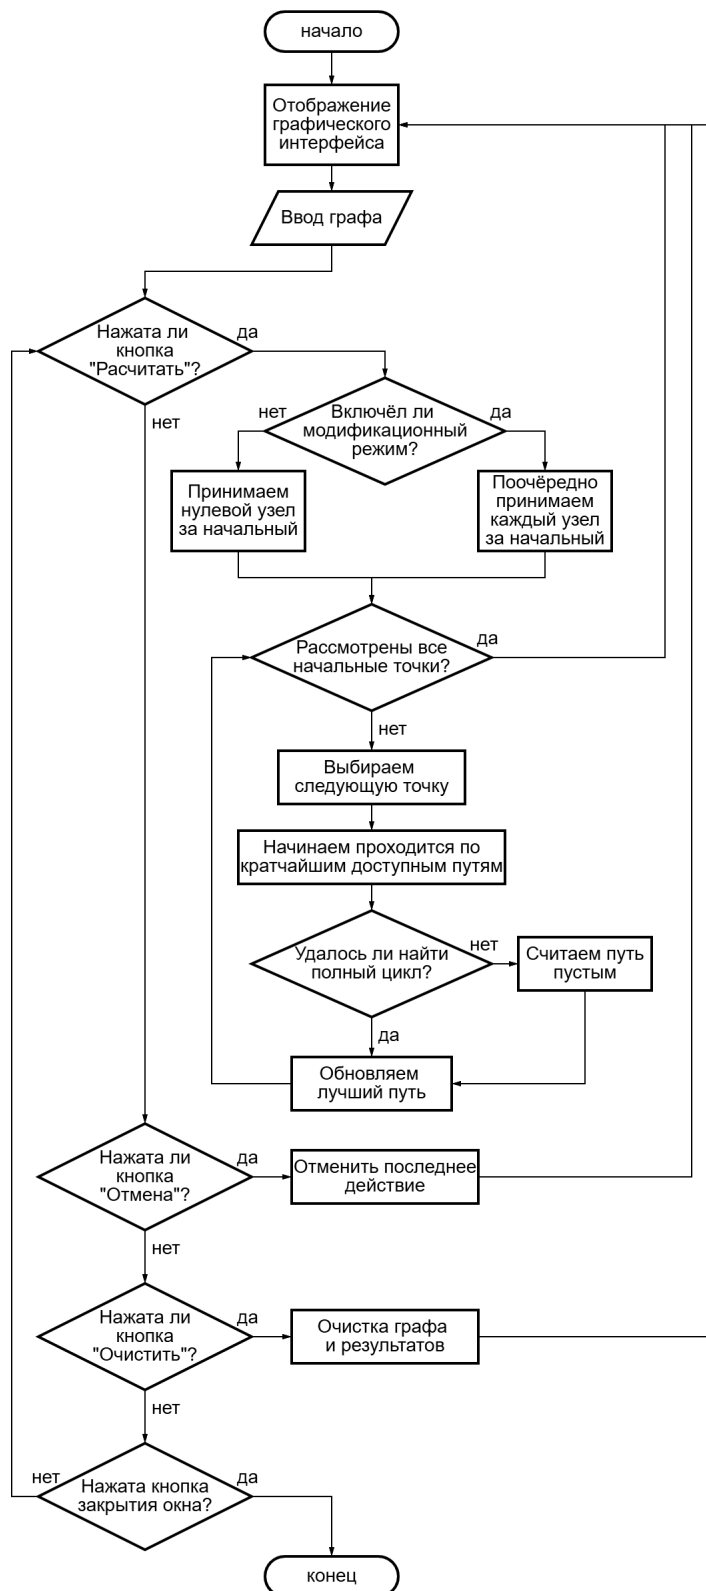 начало
Отображение
графического
интерфейса
Ввод графа
Нажата ли
кнопка
"Расчитать"?
да
нет
Включёл ли
модификационный
режим?
нет
да
Принимаем
нулевой узел
за начальный
Поочёредно
принимаем
каждый узел
за начальный
Рассмотрены все
начальные точки?
да
нет
Выбираем
следующую точку
Начинаем проходится по
кратчайшим доступным путям
Удалось ли найти
полный цикл?
нет
да
Считаем путь
пустым
Обновляем
лучший путь
Нажата ли
кнопка
"Отмена"?
да
нет
Отменить последнее
действие
Нажата ли
кнопка
"Очистить"?
да
нет
Очистка графа
и результатов
Нажата кнопка
закрытия окна?
нет
да
конец